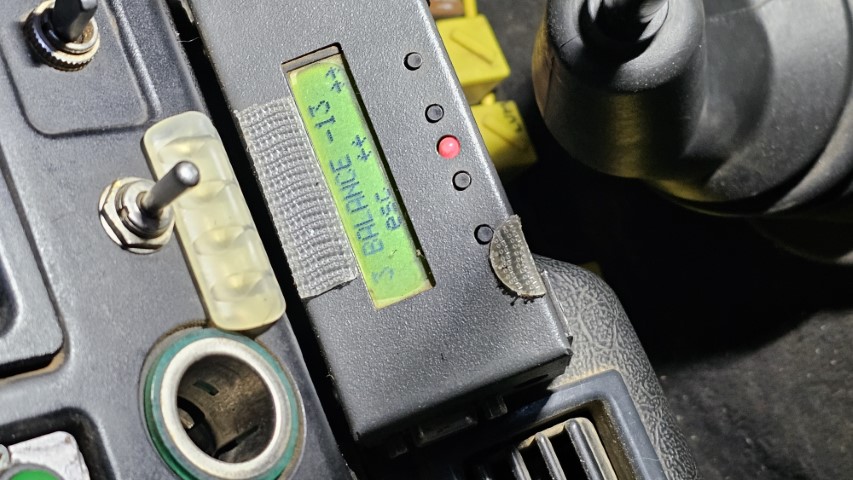 3. BALANCE -13
esc ++ ++